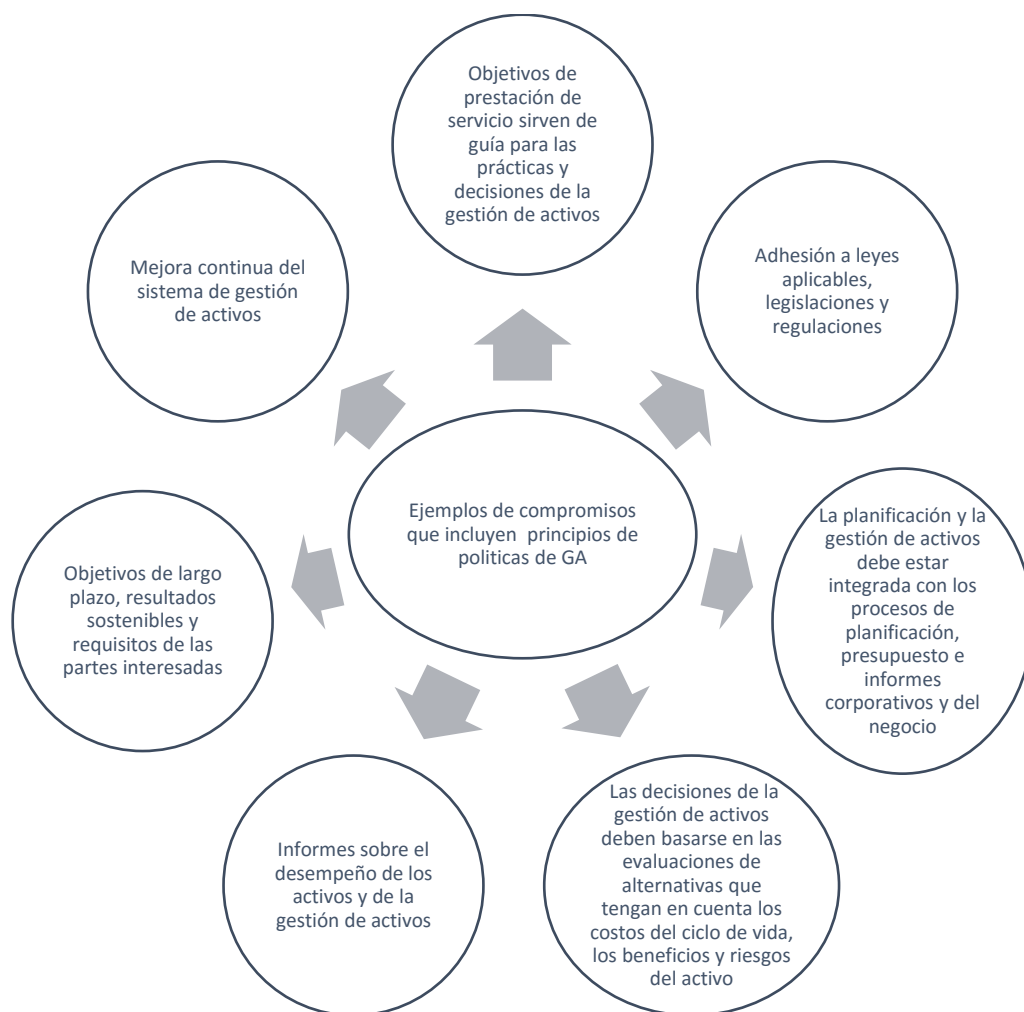 Objetivos de
prestación de
servicio sirven de
guía para las
prácticas y
decisiones de la
gestión de activos
Adhesión a leyes
aplicables,
legislaciones y
regulaciones
La planificación y la
gestión de activos
debe estar
integrada con los
procesos de
planificación,
presupuesto e
informes
corporativos y del
negocio
Las decisiones de la
gestión de activos
deben basarse en las
evaluaciones de
alternativas que
tengan en cuenta los
costos del ciclo de vida,
los beneficios y riesgos
del activo
Informes sobre el
desempeño de los
activos y de la
gestión de activos
Objetivos de largo
plazo, resultados
sostenibles y
requisitos de las
partes interesadas
Mejora continua del
sistema de gestión
de activos
Ejemplos de compromisos
que incluyen  principios de
politicas de GA